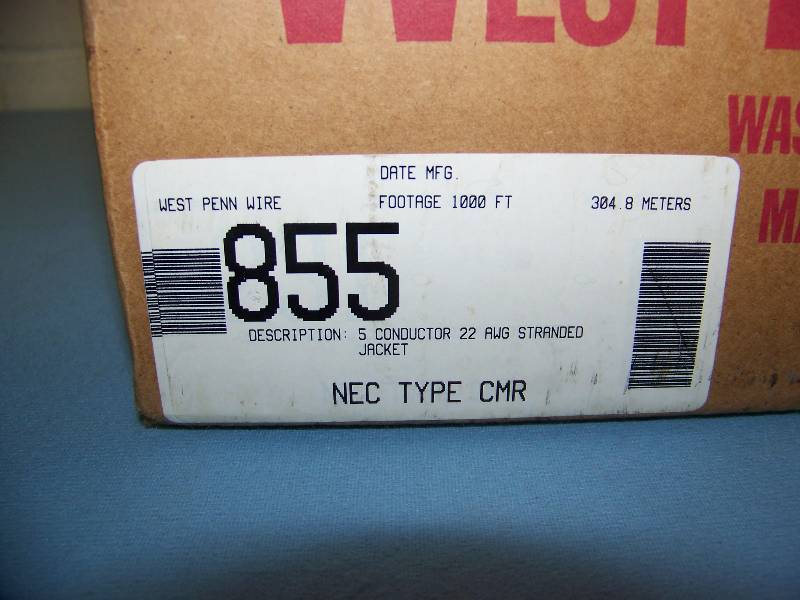 WEST
DATE MFG.
WEST PENN WIRE FOOTAGE 1000 FT 304.8 METERS
855
DESCRIPTION: 5 CONDUCTOR 22 AWG STRANDED
JACKET
NEC TYPE CMR